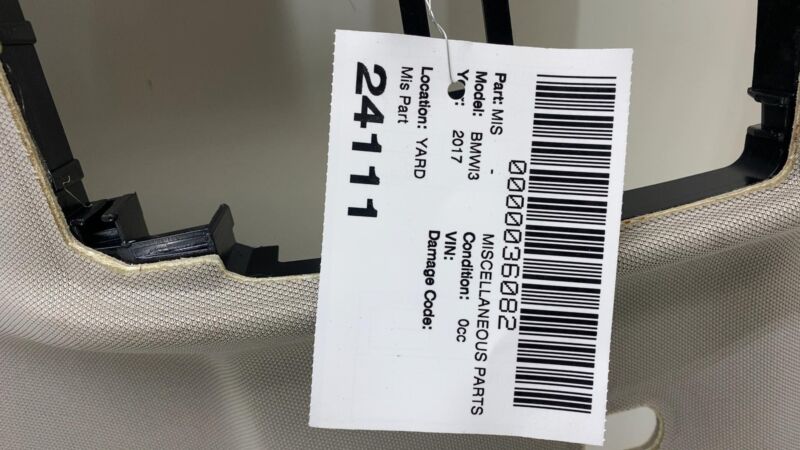 0000036082
Part: MIS - MISCELLANEOUS PARTS
Model: BMWI3 Condition: 0cc
2017 VIN:
Damage Code:
Location: YARD
Mis Part
24111